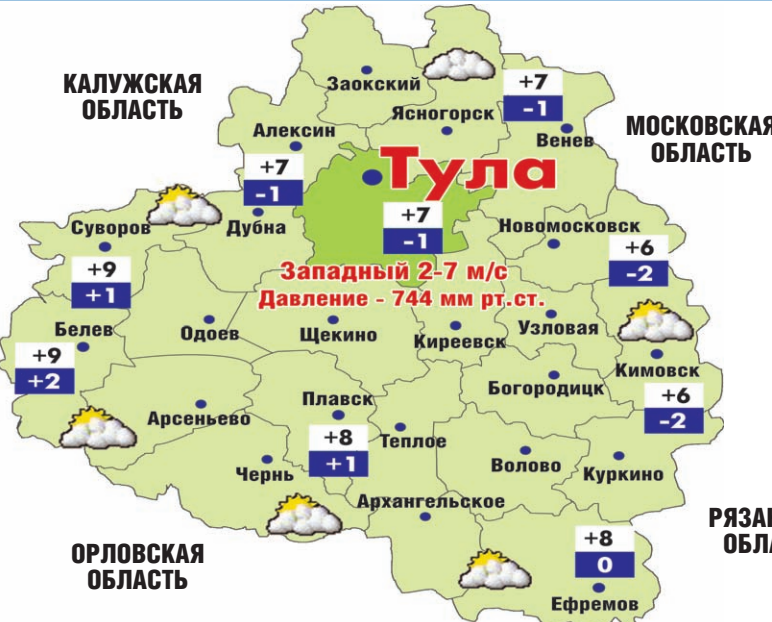 КАЛУЖСКАЯ
ОБЛАСТЬ
Заокский
+7
-1
Ясногорск
Венев
МОСКОВСКАЯ
ОБЛАСТЬ
Алексин
+7
-1
Тула
+7
-1
Суворов
Дубна
Новомосковск
+6
-2
+9
+1
Западный 2-7 м/с
Давление - 744 мм рт.ст.
Белев
Одоев
Щекино
Киреевск
Узловая
+9
+2
Кимовск
+6
-2
Богородицк
Плавск
Арсеньево
+8
+1
Теплое
Чернь
Волово
Куркино
Архангельское
ОРЛОВСКАЯ
ОБЛАСТЬ
+8
0
Ефремов
РЯЗА
ОБЛА